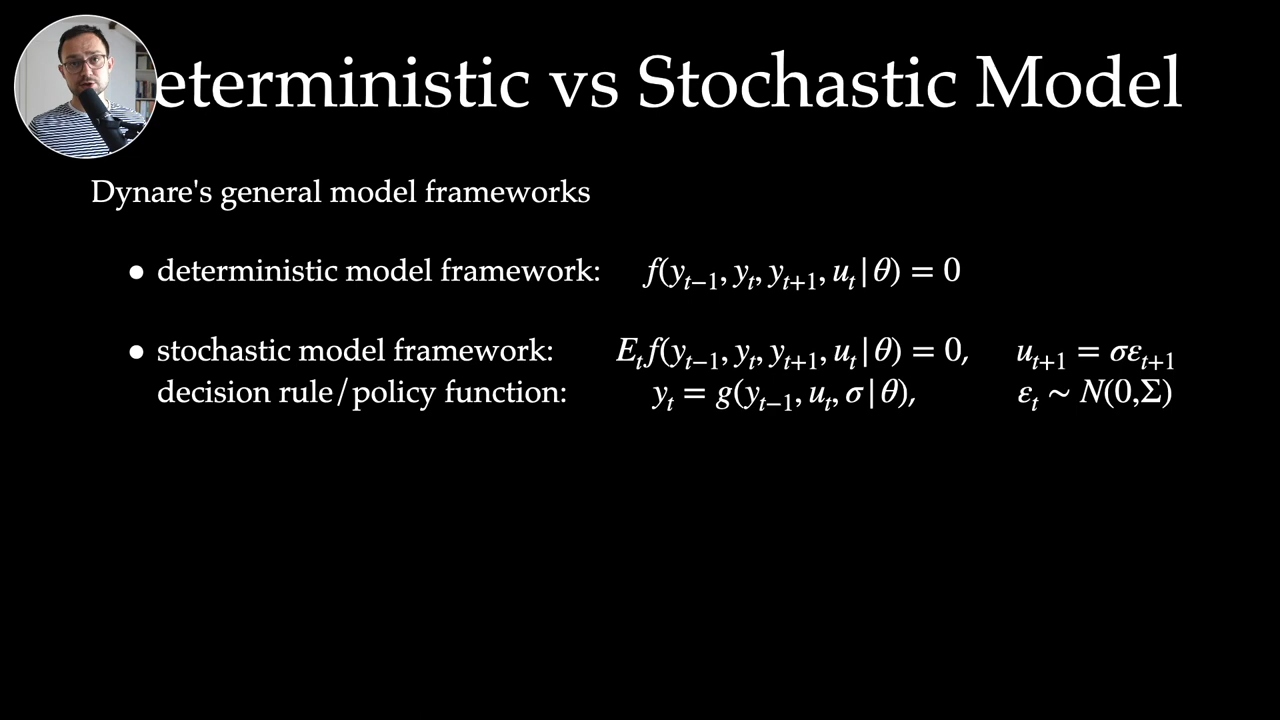 eterministic vs Stochastic Model
Dynare's general model frameworks
● deterministic model framework: f(y_{t−1}, y_t, y_{t+1}, u_t | θ) = 0
● stochastic model framework: E_t f(y_{t−1}, y_t, y_{t+1}, u_t | θ) = 0, u_{t+1} = σε_{t+1}
decision rule/policy function: y_t = g(y_{t−1}, u_t, σ | θ), ε_t ∼ N(0,Σ)